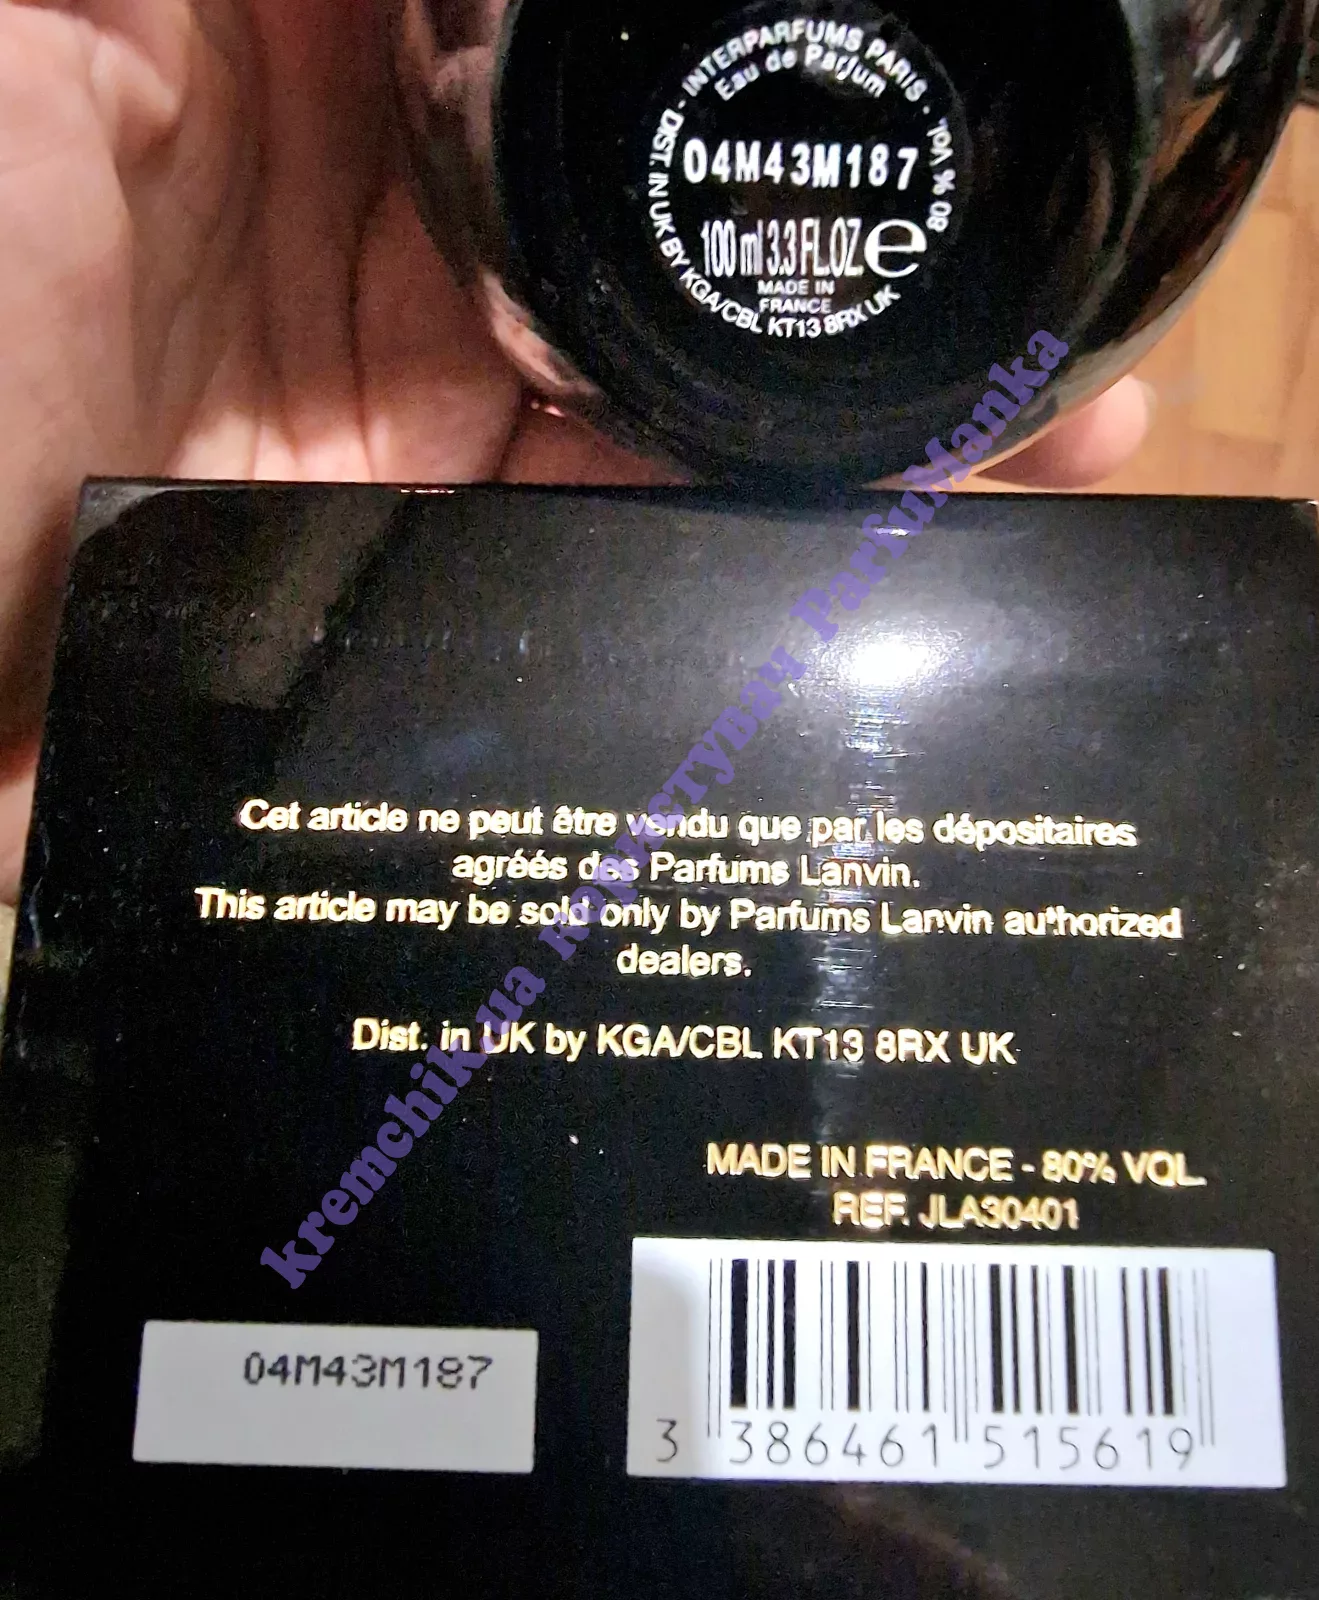 DIST. IN UK BY KGA/CBL KT13 8RX UK - INTERPARFUMS PARIS - 80 % Vol.
Eau de Parfum
04M43M187
100 ml 3.3 FL.OZ e
MADE IN
FRANCE
Cet article ne peut être vendu que par les dépositaires
agréés des Parfums Lanvin.
This article may be sold only by Parfums Lanvin authorized
dealers.
Dist. in UK by KGA/CBL KT13 8RX UK
MADE IN FRANCE - 80% VOL.
REF. JLA30401
04M43M187
3 386461 515619
kremchik.ua Користувач ParfuManka